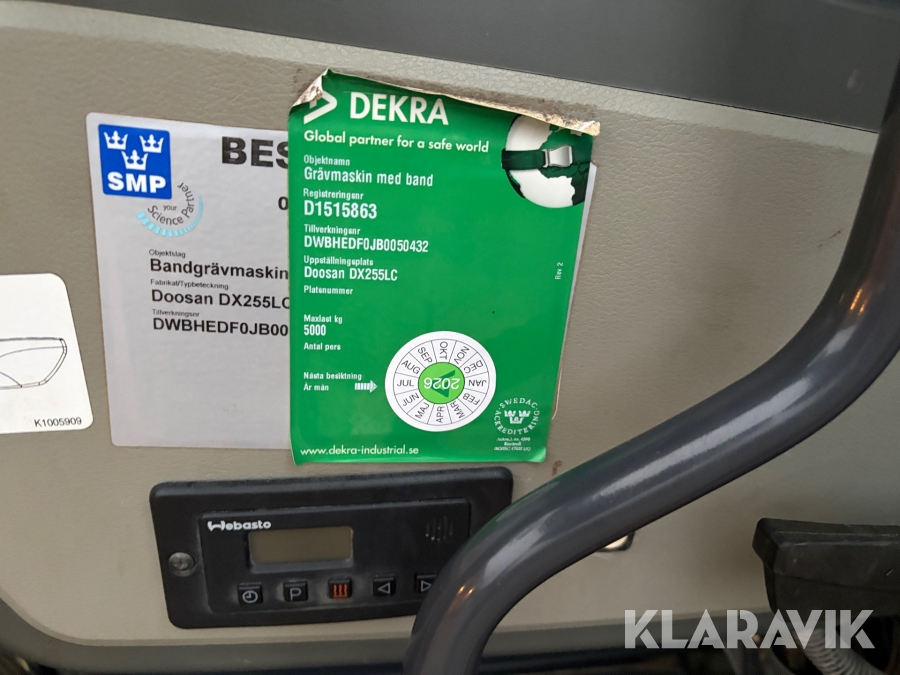 DEKRA
Global partner for a safe world
Objektnamn
Grävmaskin med band
Registreringsnr
D1515863
Tillverkningsnr
DWBHEDF0JB0050432
Uppställningsplats
Doosan DX255LC
Platsnummer
Maxlast kg
5000
Antal pers
Nästa besiktning
År mån
2026
JAN
FEB
MAR
APR
MAJ
JUN
JUL
AUG
SEP
OKT
NOV
DEC
Rev 2
SWEDAC
ACKREDITERING
www.dekra-industrial.se
SMP
your
Science Partner
BES
0
Objektslag
Bandgrävmaskin
Fabrikat/Typbeteckning
Doosan DX255LC
Tillverkningsnr
DWBHEDF0JB00
K1005909
Webasto
P
KLARAVIK